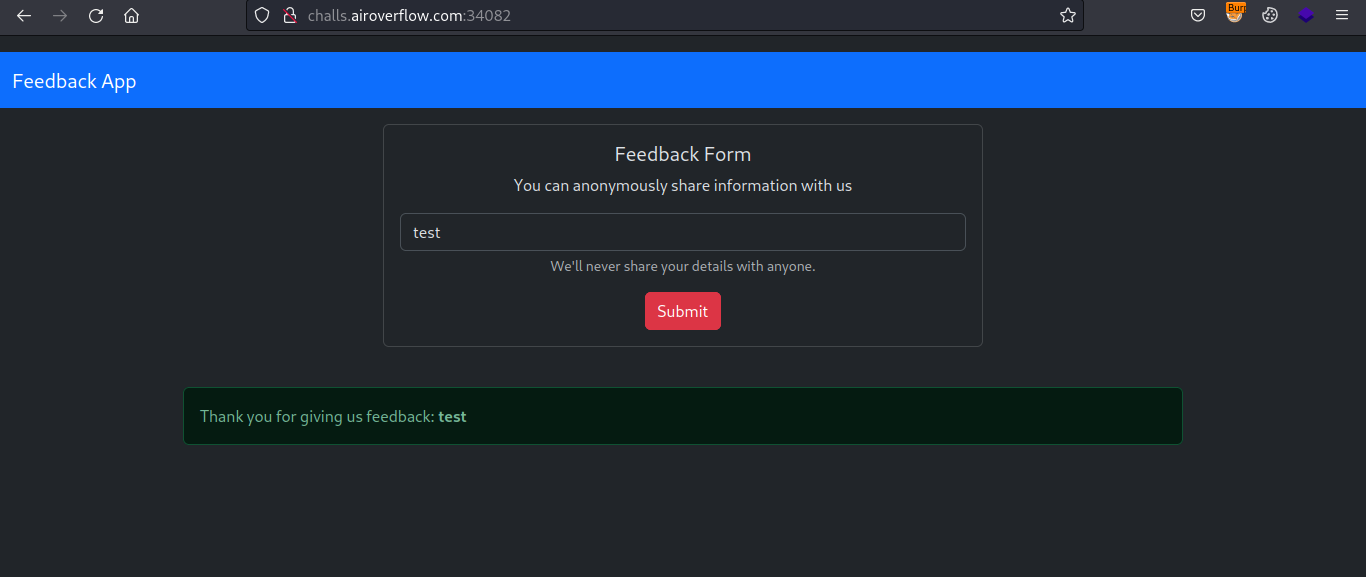 challs.airoverflow.com:34082
Feedback App
Feedback Form
You can anonymously share information with us
test
We'll never share your details with anyone.
Submit
Thank you for giving us feedback: test